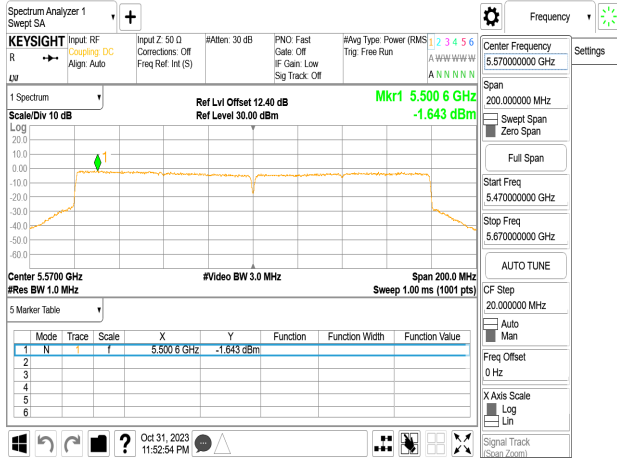 Spectrum Analyzer 1
Swept SA
KEYSIGHT
R
Input: RF
Coupling: DC
Align: Auto
Input Z: 50 Ω
Corrections: Off
Freq Ref: Int (S)
#Atten: 30 dB
PNO: Fast
Gate: Off
IF Gain: Low
Sig Track: Off
#Avg Type: Power (RMS
Trig: Free Run
1 2 3 4 5 6
A W W W W W
A N N N N N
1 Spectrum
Scale/Div 10 dB
Ref Lvl Offset 12.40 dB
Ref Level 30.00 dBm
Mkr1 5.500 6 GHz
-1.643 dBm
Log
20.0
10.0
0.00
-10.0
-20.0
-30.0
-40.0
-50.0
-60.0
1
Center 5.5700 GHz
#Video BW 3.0 MHz
Span 200.0 MHz
#Res BW 1.0 MHz
Sweep 1.00 ms (1001 pts)
5 Marker Table
Mode Trace Scale X Y Function Function Width Function Value
1 N 1 f 5.500 6 GHz -1.643 dBm
2
3
4
5
6
Oct 31, 2023
11:52:54 PM
Frequency
Settings
Center Frequency
5.570000000 GHz
Span
200.000000 MHz
Swept Span
Zero Span
Full Span
Start Freq
5.470000000 GHz
Stop Freq
5.670000000 GHz
AUTO TUNE
CF Step
20.000000 MHz
Auto
Man
Freq Offset
0 Hz
X Axis Scale
Log
Lin
Signal Track
(Span Zoom)